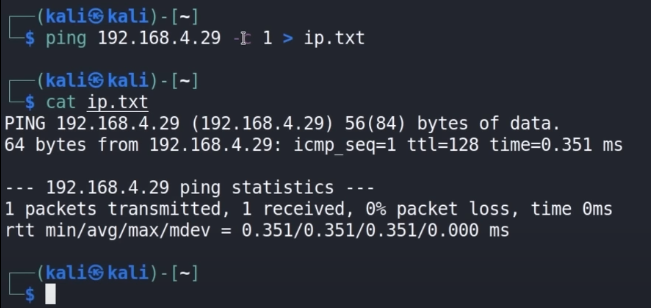 ┌──(kali㉿kali)-[~]
└─$ ping 192.168.4.29 -c 1 > ip.txt
┌──(kali㉿kali)-[~]
└─$ cat ip.txt
PING 192.168.4.29 (192.168.4.29) 56(84) bytes of data.
64 bytes from 192.168.4.29: icmp_seq=1 ttl=128 time=0.351 ms
--- 192.168.4.29 ping statistics ---
1 packets transmitted, 1 received, 0% packet loss, time 0ms
rtt min/avg/max/mdev = 0.351/0.351/0.351/0.000 ms
┌──(kali㉿kali)-[~]
└─$